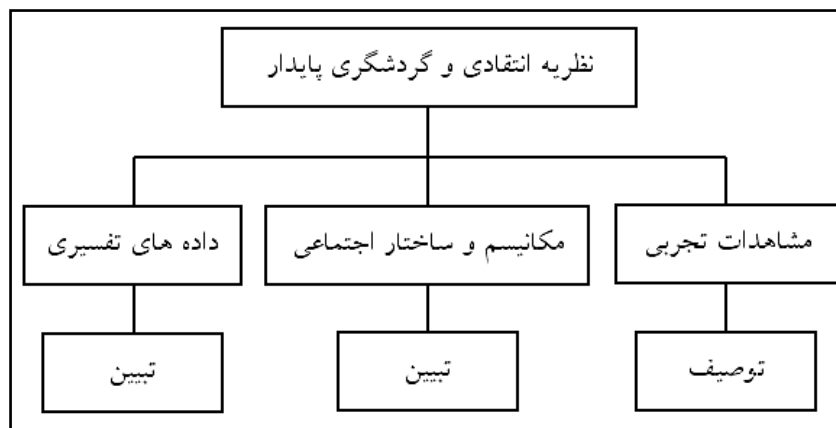 نظریه انتقادی و گردشگری پایدار
مشاهدات تجربی
مکانیسم و ساختار اجتماعی
داده های تفسیری
توصیف
تبیین
تبیین